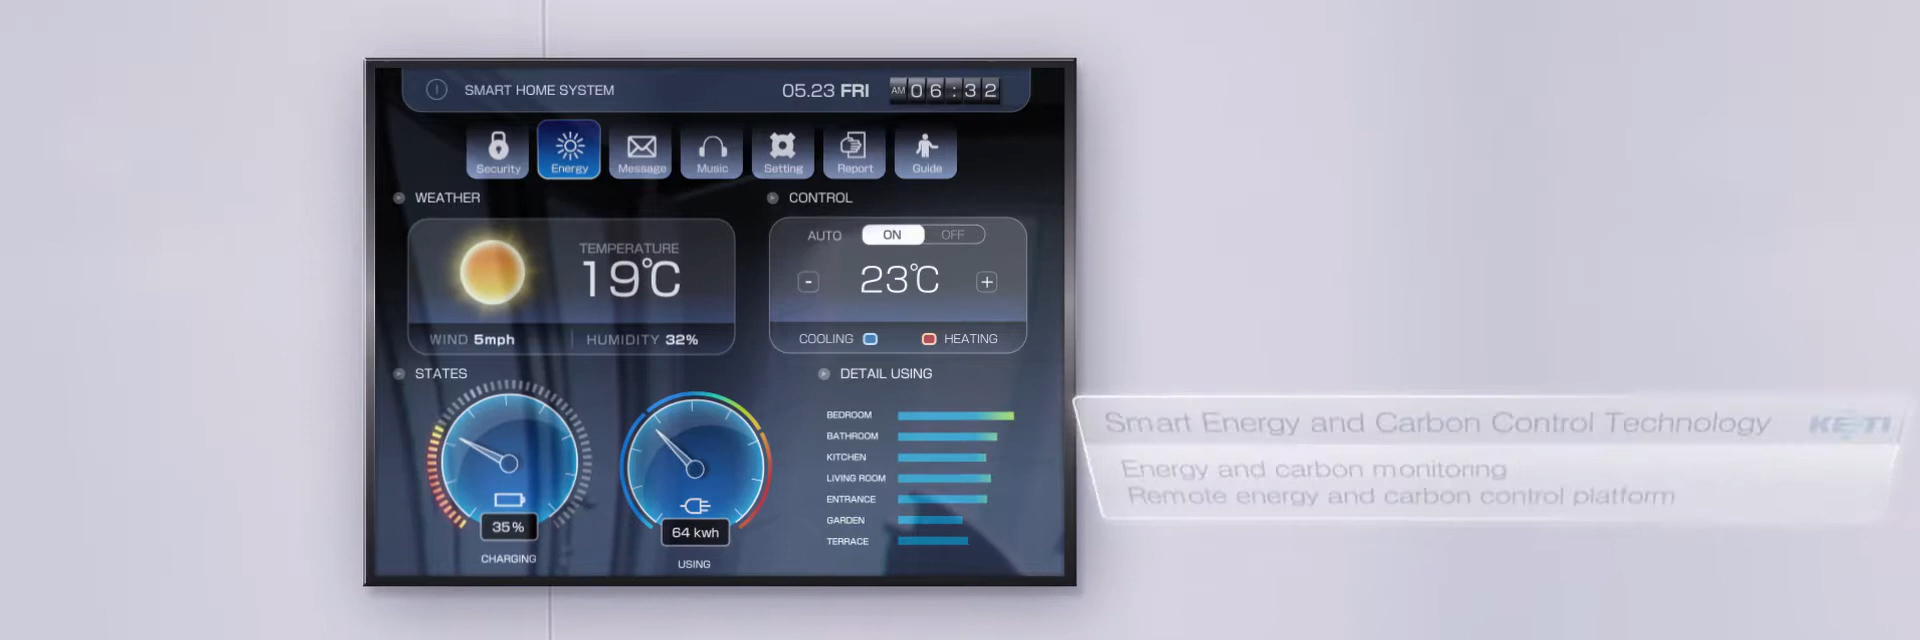 SMART HOME SYSTEM
05.23 FRI
AM 06:32
Security
Energy
Message
Music
Setting
Report
Guide
WEATHER
TEMPERATURE
19℃
WIND 5mph
HUMIDITY 32%
CONTROL
AUTO
ON
OFF
-
23℃
+
COOLING
HEATING
STATES
35%
CHARGING
64 kwh
USING
DETAIL USING
BEDROOM
BATHROOM
KITCHEN
LIVING ROOM
ENTRANCE
GARDEN
TERRACE
Smart Energy and Carbon Control Technology
KETI
Energy and carbon monitoring
Remote energy and carbon control platform